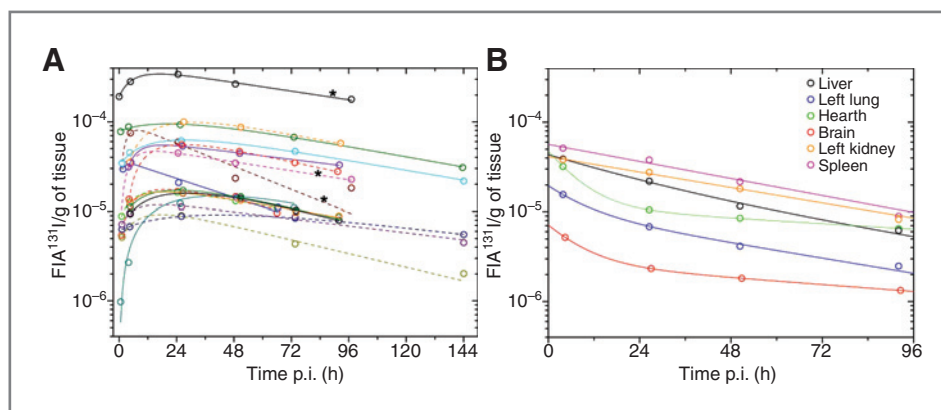 A
B
FIA¹³¹I/g of tissue
10⁻⁴
10⁻⁵
10⁻⁶
* * *
0 24 48 72 96 120 144
Time p.i. (h)
FIA¹³¹I/g of tissue
10⁻⁴
10⁻⁵
10⁻⁶
Liver
Left lung
Hearth
Brain
Left kidney
Spleen
0 24 48 72 96
Time p.i. (h)